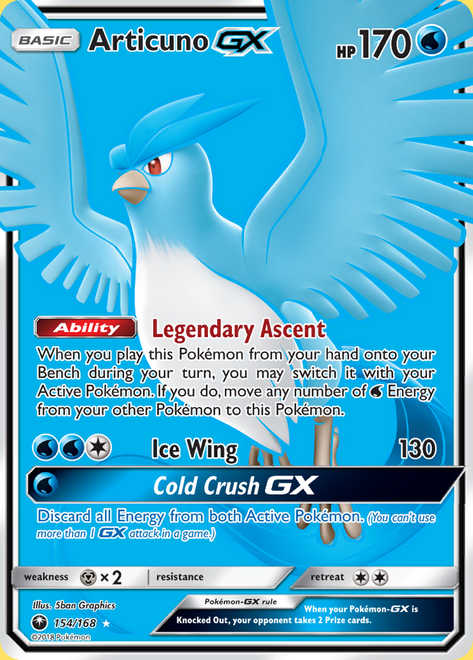 BASIC Articuno GX HP 170
Ability Legendary Ascent
When you play this Pokémon from your hand onto your
Bench during your turn, you may switch it with your
Active Pokémon. If you do, move any number of Energy
from your other Pokémon to this Pokémon.
Ice Wing 130
Cold Crush GX
Discard all Energy from both Active Pokémon. (You can't use
more than 1 GX attack in a game.)
weakness × 2 resistance retreat
Illus. Sban Graphics
154/168
©2018 Pokémon
Pokémon-GX rule
When your Pokémon-GX is
Knocked Out, your opponent takes 2 Prize cards.